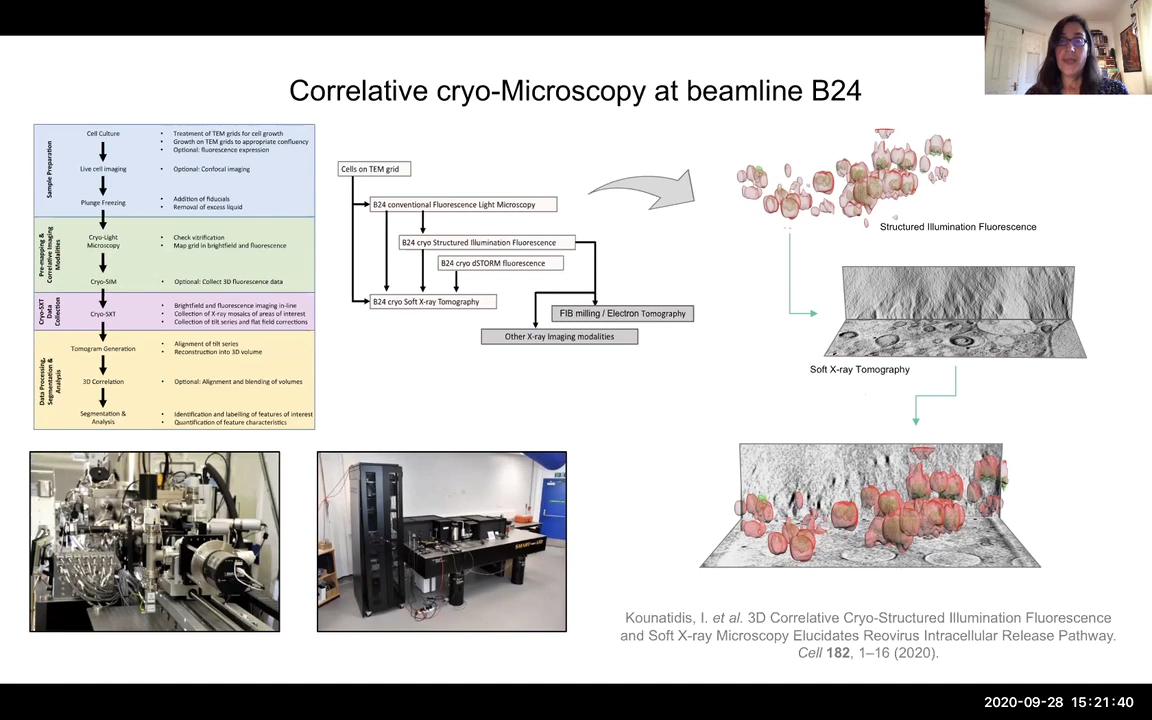 Correlative cryo-Microscopy at beamline B24
Sample Preparation
Cell Culture
• Treatment of TEM grids for cell growth
• Growth on TEM grids to appropriate confluency
• Optional: fluorescence expression
Live cell imaging
• Optional: Confocal imaging
Plunge Freezing
• Addition of fiducials
• Removal of excess liquid
Pre-mapping &
Correlative Imaging
Modalities
Cryo-Light
Microscopy
• Check vitrification
• Map grid in brightfield and fluorescence
Cryo-SIM
• Optional: Collect 3D fluorescence data
Cryo-SXT
Data
Collection
Cryo-SXT
• Brightfield and fluorescence imaging in-line
• Collection of X-ray mosaics of areas of interest
• Collection of tilt series and flat field corrections
Data Processing,
Segmentation &
Analysis
Tomogram Generation
• Alignment of tilt series
• Reconstruction into 3D volume
3D Correlation
• Optional: Alignment and blending of volumes
Segmentation &
Analysis
• Identification and labelling of features of interest
• Quantification of feature characteristics
Cells on TEM grid
B24 conventional Fluorescence Light Microscopy
B24 cryo Structured Illumination Fluorescence
B24 cryo dSTORM fluorescence
B24 cryo Soft X-ray Tomography
FIB milling / Electron Tomography
Other X-ray Imaging modalities
Structured Illumination Fluorescence
Soft X-ray Tomography
Kounatidis, I. et al. 3D Correlative Cryo-Structured Illumination Fluorescence
and Soft X-ray Microscopy Elucidates Reovirus Intracellular Release Pathway.
Cell 182, 1–16 (2020).
2020-09-28 15:21:40